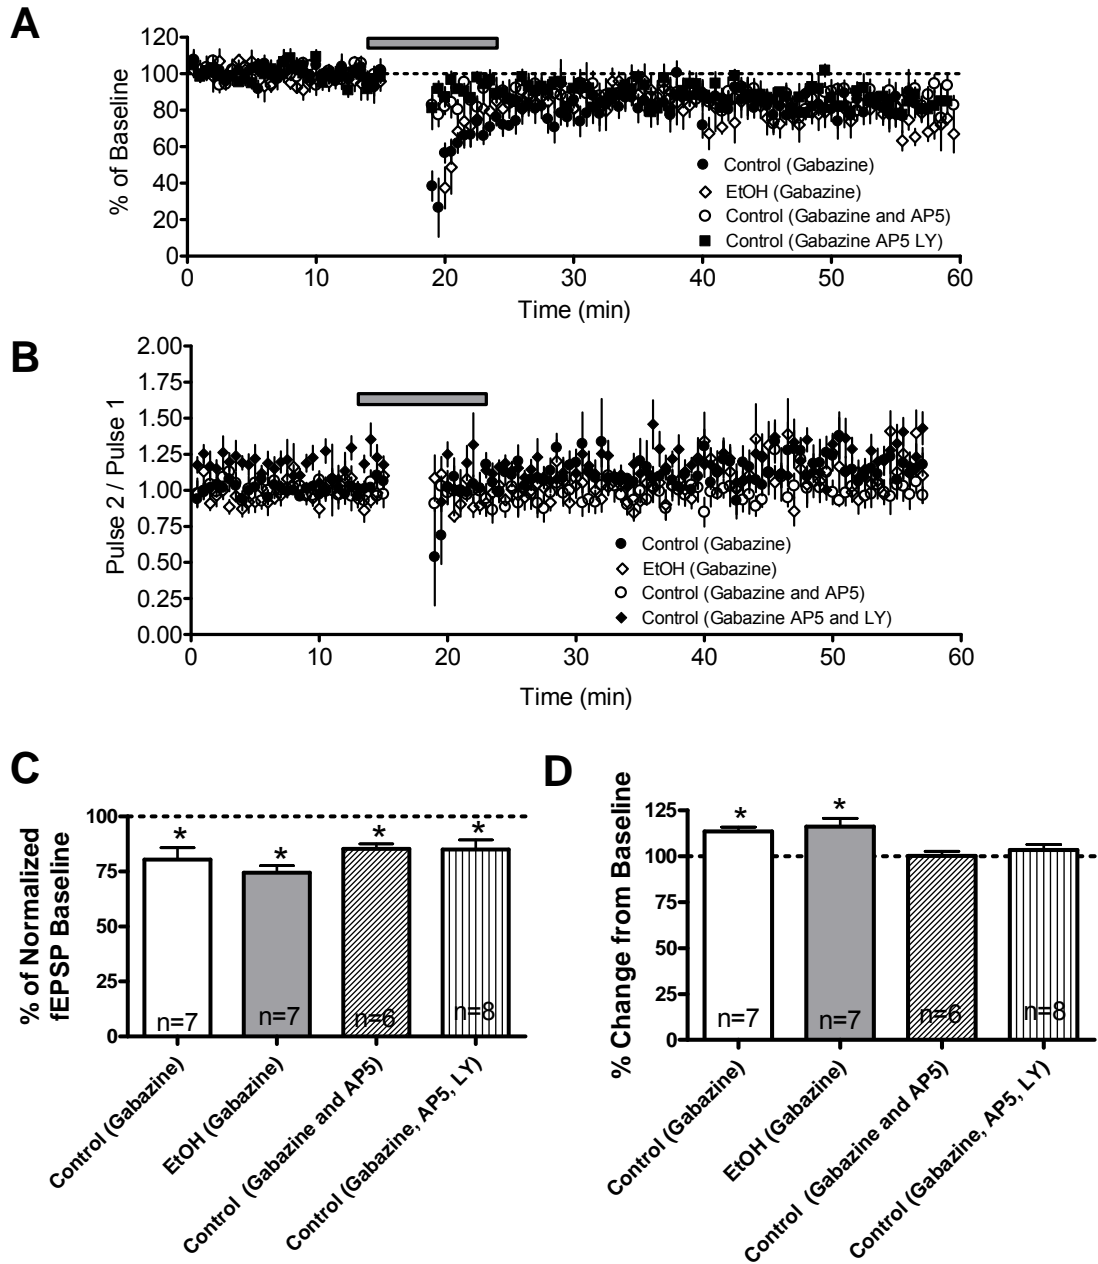 A
120
100
80
60
40
20
0
% of Baseline
Control (Gabazine)
EtOH (Gabazine)
Control (Gabazine and AP5)
Control (Gabazine AP5 LY)
0 10 20 30 40 50 60
Time (min)
B
2.00
1.75
1.50
1.25
1.00
0.75
0.50
0.25
0.00
Pulse 2 / Pulse 1
Control (Gabazine)
EtOH (Gabazine)
Control (Gabazine and AP5)
Control (Gabazine AP5 and LY)
0 10 20 30 40 50 60
Time (min)
C
100
75
50
25
0
% of Normalized
fEPSP Baseline
* * * *
n=7 n=7 n=6 n=8
Control (Gabazine)
EtOH (Gabazine)
Control (Gabazine and AP5)
Control (Gabazine, AP5, LY)
D
125
100
75
50
25
0
% Change from Baseline
* *
n=7 n=7 n=6 n=8
Control (Gabazine)
EtOH (Gabazine)
Control (Gabazine and AP5)
Control (Gabazine, AP5, LY)